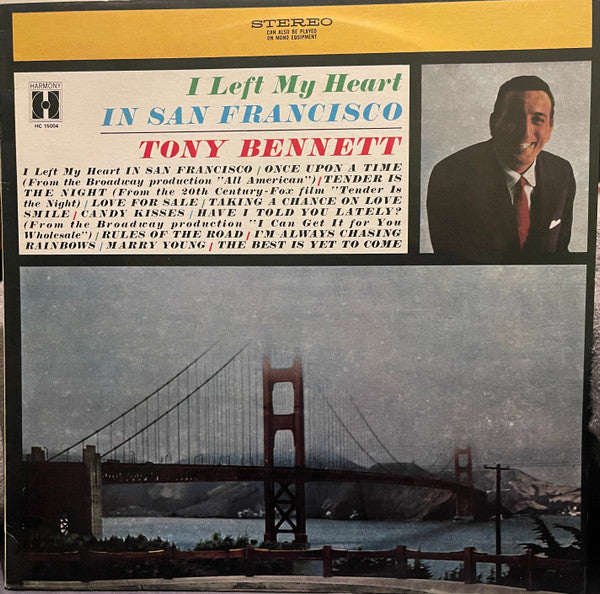 STEREO
CAN ALSO BE PLAYED
ON MONO EQUIPMENT
HARMONY
H
HC 15004
I Left My Heart
IN SAN FRANCISCO
TONY BENNETT
I Left My Heart IN SAN FRANCISCO / ONCE UPON A TIME
(From the Broadway production "All American") / TENDER IS
THE NIGHT (From the 20th Century-Fox film "Tender Is
the Night) / LOVE FOR SALE / TAKING A CHANCE ON LOVE
SMILE / CANDY KISSES / HAVE I TOLD YOU LATELY?
(From the Broadway production "I Can Get It for You
Wholesale") / RULES OF THE ROAD / I'M ALWAYS CHASING
RAINBOWS / MARRY YOUNG / THE BEST IS YET TO COME